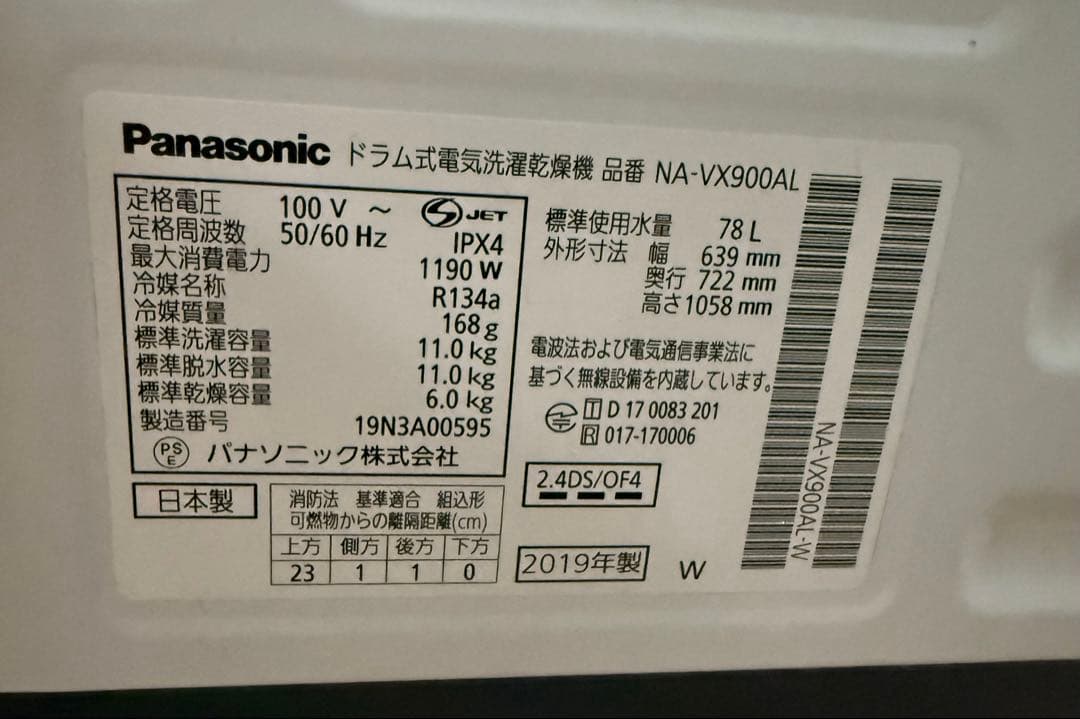 Panasonic ドラム式電気洗濯乾燥機 品番 NA-VX900AL
定格電圧 100 V ～ S JET
定格周波数 50/60 Hz IPX4
最大消費電力 1190 W
冷媒名称 R134a
冷媒質量 168 g
標準洗濯容量 11.0 kg
標準脱水容量 11.0 kg
標準乾燥容量 6.0 kg
製造番号 19N3A00595
PSE パナソニック株式会社
日本製
消防法 基準適合 組込形
可燃物からの離隔距離(cm)
上方 側方 後方 下方
23 1 1 0
標準使用水量 78 L
外形寸法 幅 639 mm
奥行 722 mm
高さ 1058 mm
電波法および電気通信事業法に
基づく無線設備を内蔵しています。
T D 17 0083 201
R 017-170006
2.4DS/OF4
2019年製 W
NA-VX900AL-W